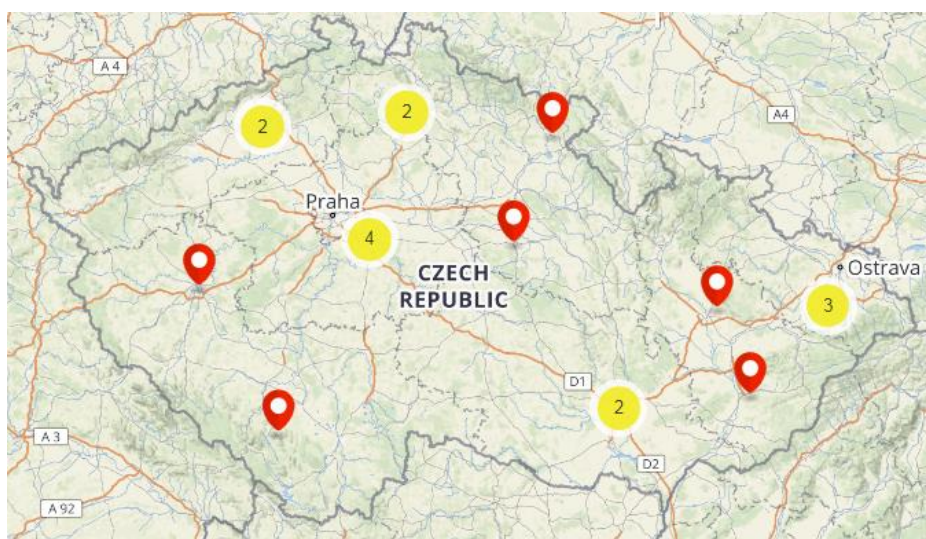 A 4
2
2
A4
Praha
4
CZECH
REPUBLIC
Ostrava
3
D1
2
A 3
D2
A 92